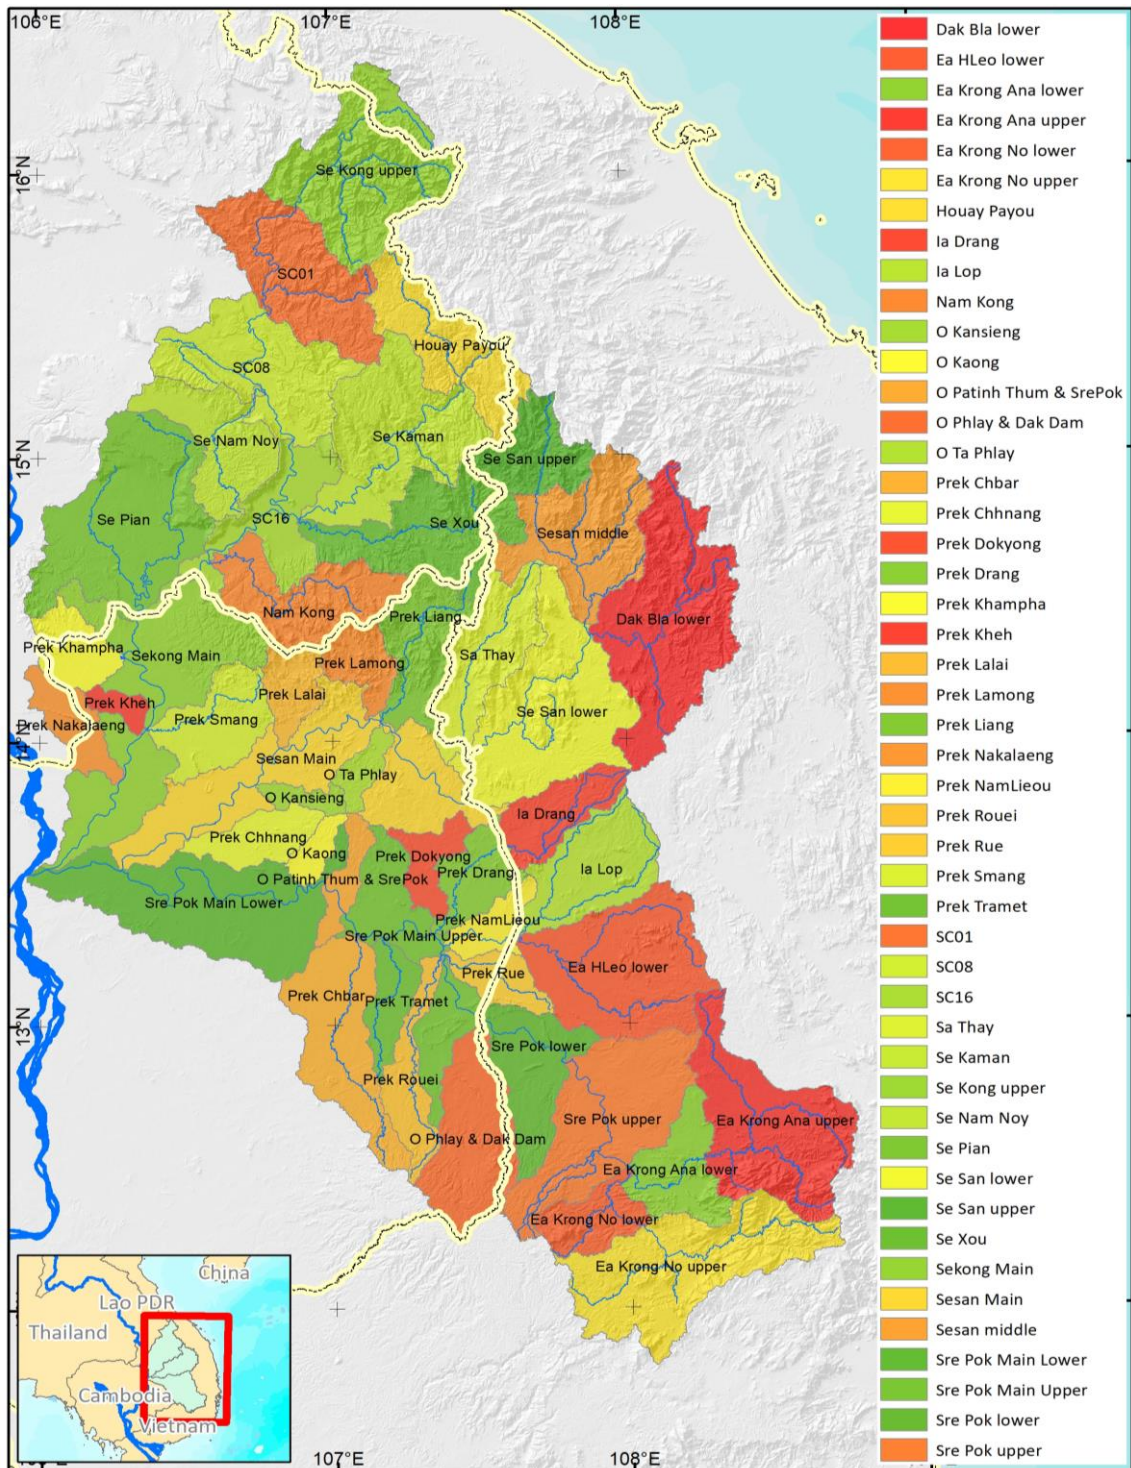 106°E
107°E
108°E
16°N
15°N
14°N
13°N
Se Kong upper
SC01
Houay Payou
SC08
Se Kaman
Se Nam Noy
Se San upper
Se Pian
SC16
Se Xou
Sesan middle
Nam Kong
Prek Liang
Dak Bla lower
Prek Khampha
Sekong Main
Sa Thay
Prek Lamong
Prek Kheh
Prek Lalai
Prek Nakalaeng
Prek Smang
Se San lower
Sesan Main
O Ta Phlay
O Kansieng
Ia Drang
Prek Chhnang
O Kaong
Prek Dokyong
Prek Drang
Ia Lop
O Patinh Thum & SrePok
Sre Pok Main Lower
Prek NamLieou
Sre Pok Main Upper
Ea HLeo lower
Prek Rue
Prek Chbar
Prek Tramet
Sre Pok lower
Prek Rouei
Sre Pok upper
Ea Krong Ana upper
O Phlay & Dak Dam
Ea Krong Ana lower
Ea Krong No lower
Ea Krong No upper
China
Lao PDR
Thailand
Cambodia
Vietnam
107°E
108°E
Dak Bla lower
Ea HLeo lower
Ea Krong Ana lower
Ea Krong Ana upper
Ea Krong No lower
Ea Krong No upper
Houay Payou
Ia Drang
Ia Lop
Nam Kong
O Kansieng
O Kaong
O Patinh Thum & SrePok
O Phlay & Dak Dam
O Ta Phlay
Prek Chbar
Prek Chhnang
Prek Dokyong
Prek Drang
Prek Khampha
Prek Kheh
Prek Lalai
Prek Lamong
Prek Liang
Prek Nakalaeng
Prek NamLieou
Prek Rouei
Prek Rue
Prek Smang
Prek Tramet
SC01
SC08
SC16
Sa Thay
Se Kaman
Se Kong upper
Se Nam Noy
Se Pian
Se San lower
Se San upper
Se Xou
Sekong Main
Sesan Main
Sesan middle
Sre Pok Main Lower
Sre Pok Main Upper
Sre Pok lower
Sre Pok upper